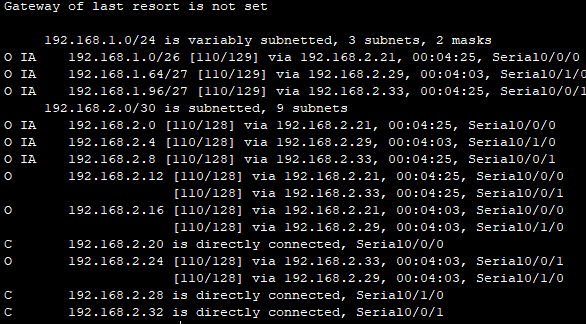 Gateway of last resort is not set
192.168.1.0/24 is variably subnetted, 3 subnets, 2 masks
O IA 192.168.1.0/26 [110/129] via 192.168.2.21, 00:04:25, Serial0/0/0
O IA 192.168.1.64/27 [110/129] via 192.168.2.29, 00:04:03, Serial0/1/0
O IA 192.168.1.96/27 [110/129] via 192.168.2.33, 00:04:25, Serial0/0/1
192.168.2.0/30 is subnetted, 9 subnets
O IA 192.168.2.0 [110/128] via 192.168.2.21, 00:04:25, Serial0/0/0
O IA 192.168.2.4 [110/128] via 192.168.2.29, 00:04:03, Serial0/1/0
O IA 192.168.2.8 [110/128] via 192.168.2.33, 00:04:25, Serial0/0/1
O 192.168.2.12 [110/128] via 192.168.2.21, 00:04:25, Serial0/0/0
[110/128] via 192.168.2.33, 00:04:25, Serial0/0/1
O 192.168.2.16 [110/128] via 192.168.2.21, 00:04:03, Serial0/0/0
[110/128] via 192.168.2.29, 00:04:03, Serial0/1/0
C 192.168.2.20 is directly connected, Serial0/0/0
O 192.168.2.24 [110/128] via 192.168.2.33, 00:04:03, Serial0/0/1
[110/128] via 192.168.2.29, 00:04:03, Serial0/1/0
C 192.168.2.28 is directly connected, Serial0/1/0
C 192.168.2.32 is directly connected, Serial0/0/1